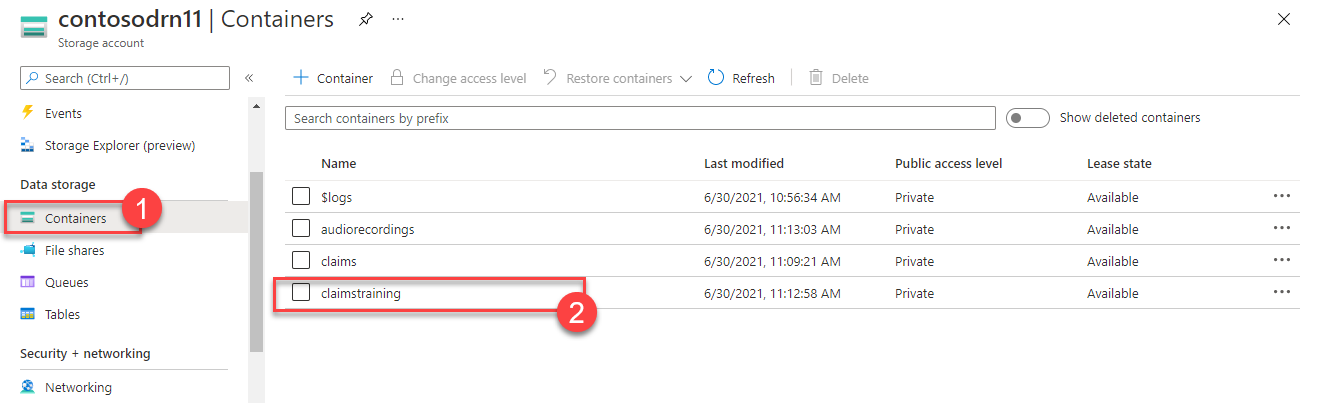 contosodrn11 | Containers ...
Storage account
Search (Ctrl+/) «
Events
Storage Explorer (preview)
Data storage
Containers
1
File shares
Queues
Tables
Security + networking
Networking
+ Container Change access level Restore containers Refresh Delete
Search containers by prefix Show deleted containers
Name Last modified Public access level Lease state
$logs 6/30/2021, 10:56:34 AM Private Available ...
audiorecordings 6/30/2021, 11:13:03 AM Private Available ...
claims 6/30/2021, 11:09:21 AM Private Available ...
claimstraining 6/30/2021, 11:12:58 AM Private Available ...
2